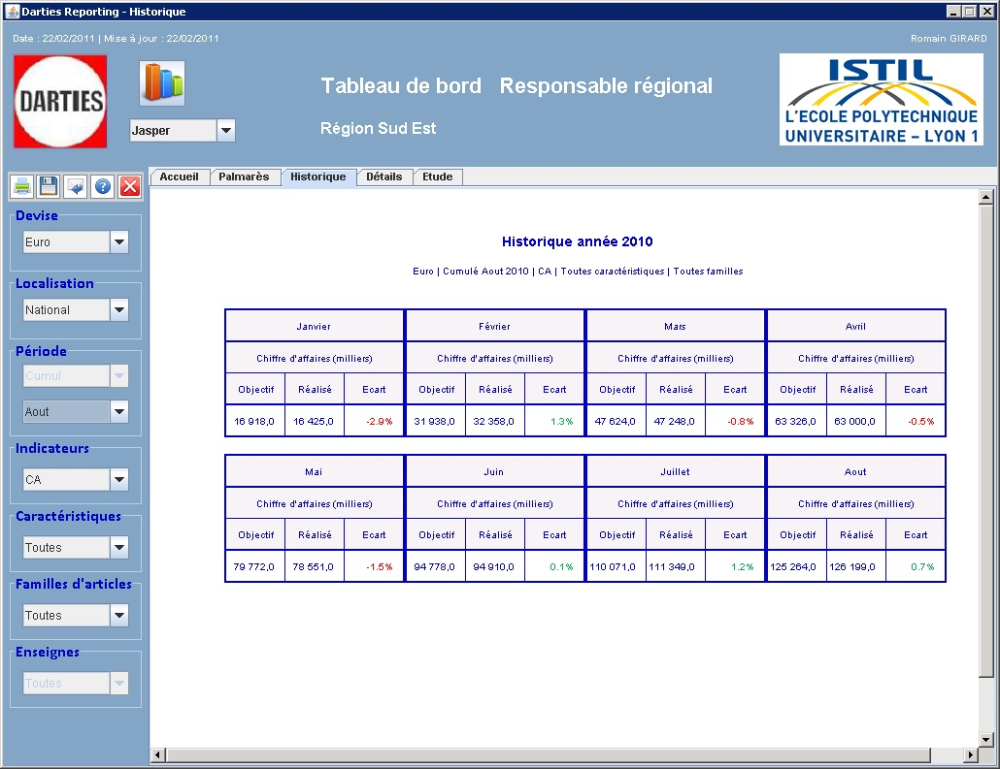 Darties Reporting - Historique
Date : 22/02/2011 | Mise à jour : 22/02/2011
Romain GIRARD
DARTIES
Jasper
Tableau de bord Responsable régional
Région Sud Est
ISTIL
L'ECOLE POLYTECHNIQUE
UNIVERSITAIRE – LYON 1
Accueil Palmarès Historique Détails Etude
Devise
Euro
Localisation
National
Période
Cumul
Aout
Indicateurs
CA
Caractéristiques
Toutes
Familles d'articles
Toutes
Enseignes
Toutes
Historique année 2010
Euro | Cumulé Aout 2010 | CA | Toutes caractéristiques | Toutes familles
Janvier Février Mars Avril
Chiffre d'affaires (milliers) Chiffre d'affaires (milliers) Chiffre d'affaires (milliers) Chiffre d'affaires (milliers)
Objectif Réalisé Ecart Objectif Réalisé Ecart Objectif Réalisé Ecart Objectif Réalisé Ecart
16 918,0 16 425,0 -2.9% 31 938,0 32 358,0 1.3% 47 624,0 47 248,0 -0.8% 63 326,0 63 000,0 -0.5%
Mai Juin Juillet Aout
Chiffre d'affaires (milliers) Chiffre d'affaires (milliers) Chiffre d'affaires (milliers) Chiffre d'affaires (milliers)
Objectif Réalisé Ecart Objectif Réalisé Ecart Objectif Réalisé Ecart Objectif Réalisé Ecart
79 772,0 78 551,0 -1.5% 94 778,0 94 910,0 0.1% 110 071,0 111 349,0 1.2% 125 264,0 126 199,0 0.7%